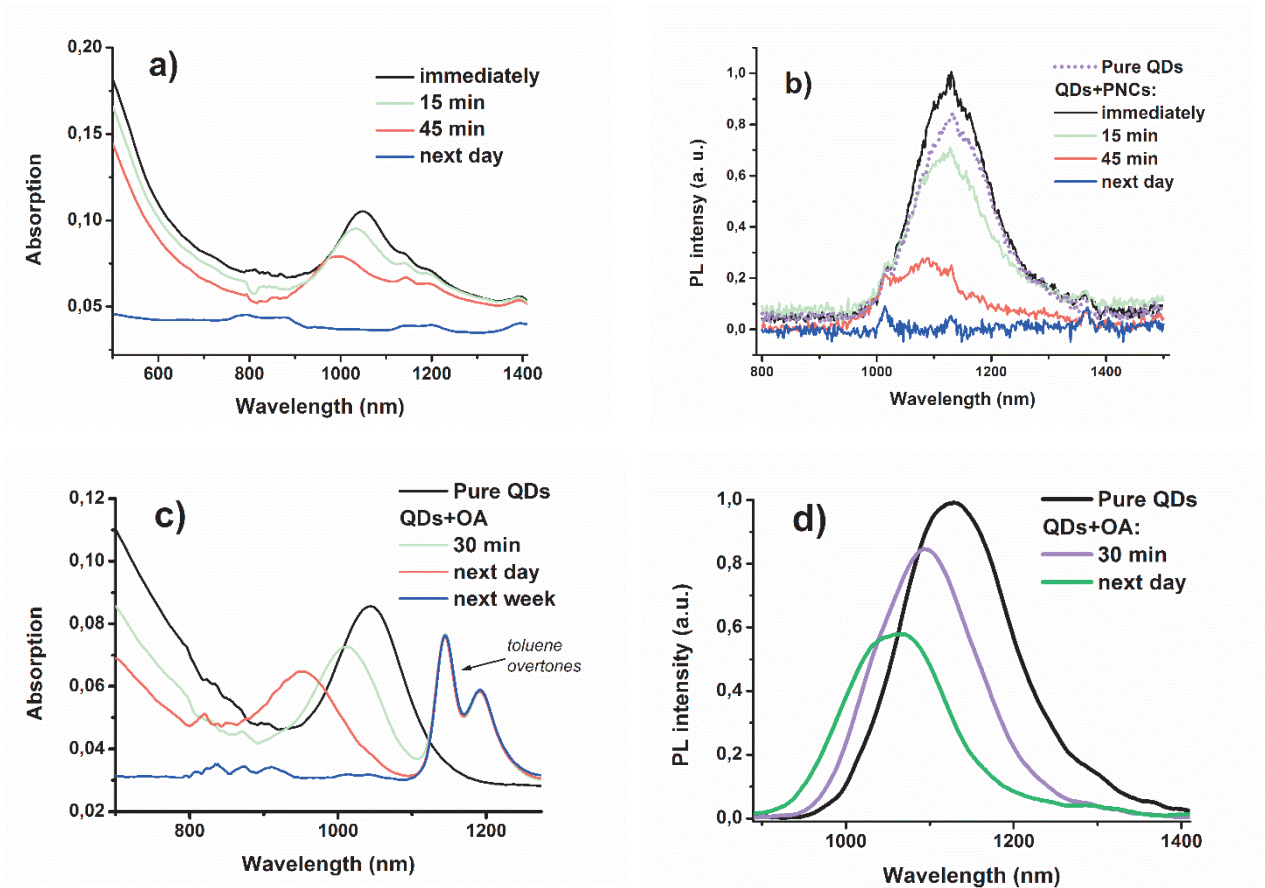 a)
immediately
15 min
45 min
next day
0,20
0,15
0,10
0,05
Absorption
600 800 1000 1200 1400
Wavelength (nm)
b)
Pure QDs
QDs+PNCs:
immediately
15 min
45 min
next day
1,0
0,8
0,6
0,4
0,2
0,0
PL intensy (a. u.)
800 1000 1200 1400
Wavelength (nm)
c)
Pure QDs
QDs+OA
30 min
next day
next week
toluene
overtones
0,12
0,10
0,08
0,06
0,04
0,02
Absorption
800 1000 1200
Wavelength (nm)
d)
Pure QDs
QDs+OA:
30 min
next day
1,0
0,8
0,6
0,4
0,2
0,0
PL intensity (a.u.)
1000 1200 1400
Wavelength (nm)